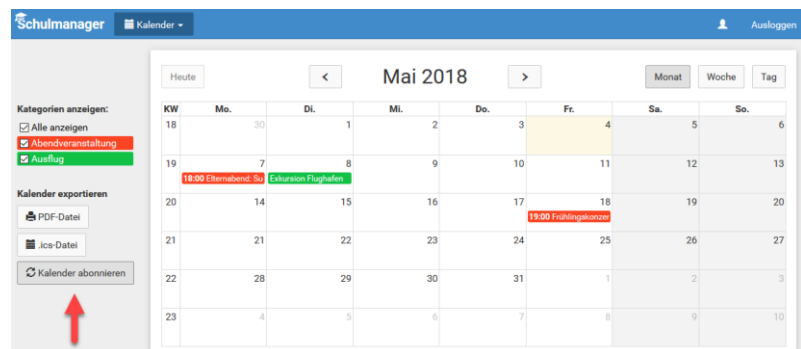 Schulmanager Kalender Ausloggen
Heute Mai 2018 Monat Woche Tag
Kategorien anzeigen:
Alle anzeigen
Abendveranstaltung
Ausflug
Kalender exportieren
PDF-Datei
.ics-Datei
Kalender abonnieren
KW Mo. Di. Mi. Do. Fr. Sa. So.
18 30 1 2 3 4 5 6
19 7 8 9 10 11 12 13
18:00 Elternabend: Su Exkursion Flughafen
20 14 15 16 17 18 19 20
19:00 Frühlingskonzer
21 21 22 23 24 25 26 27
22 28 29 30 31 1 2 3
23 4 5 6 7 8 9 10